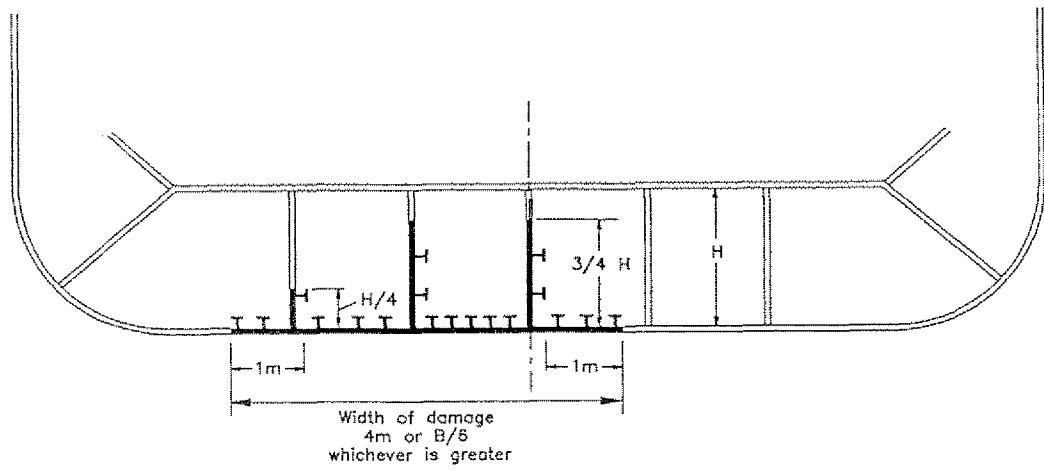 3/4 H
H
H/4
1m
1m
Width of damage
4m or B/6
whichever is greater